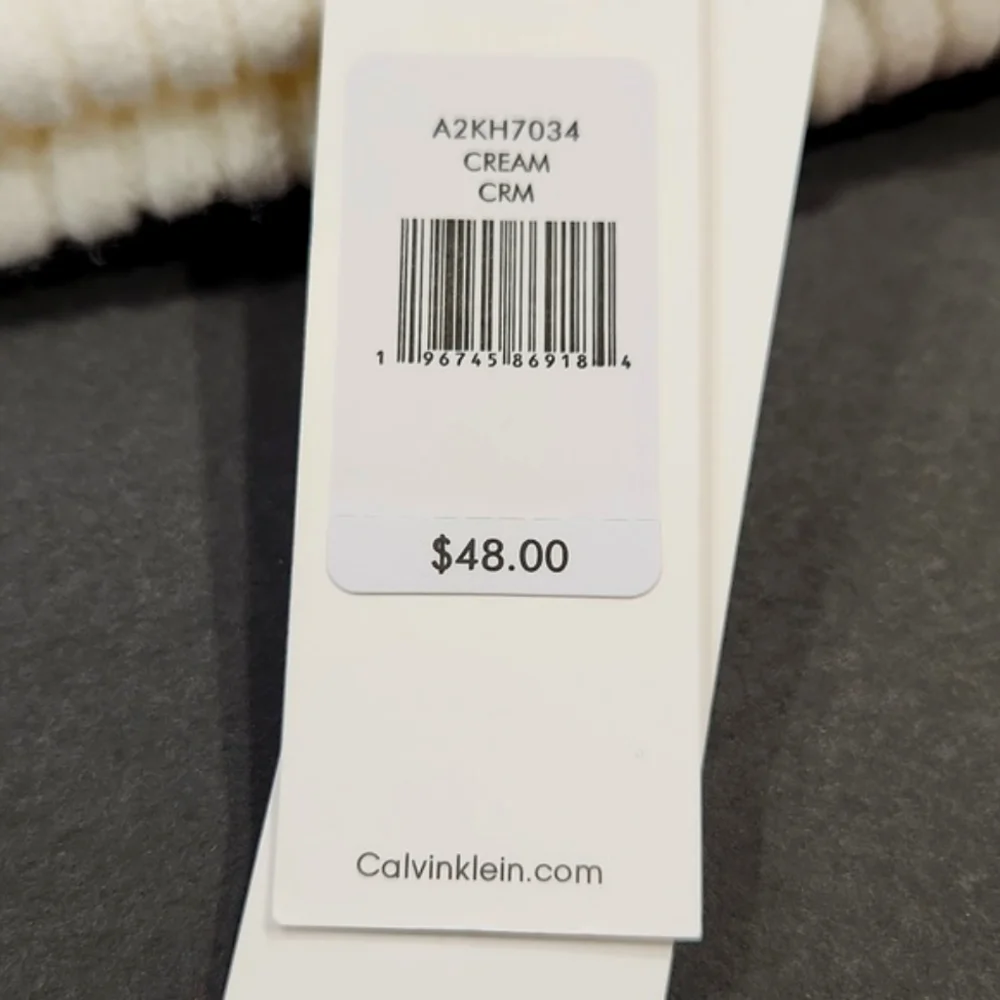 A2KH7034
CREAM
CRM
1 96745 86918 4
$48.00
Calvinklein.com